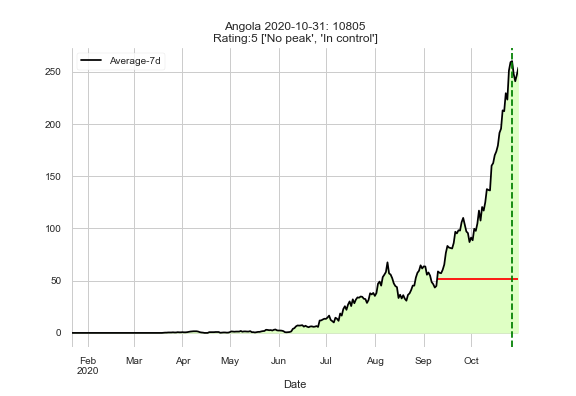 Angola 2020-10-31: 10805
Rating:5 ['No peak', 'In control']
Average-7d
250
200
150
100
50
0
Feb Mar Apr May Jun Jul Aug Sep Oct
2020
Date